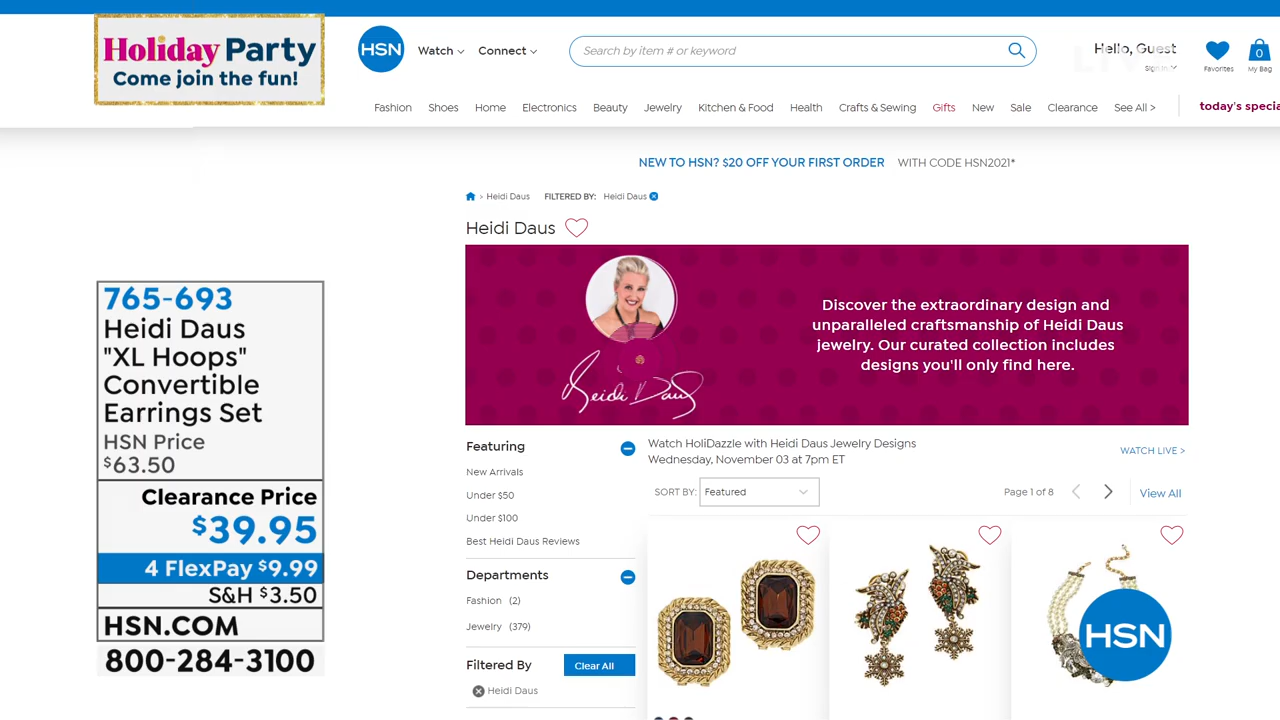 Holiday Party
Come join the fun!
HSN
Watch
Connect
Search by item # or keyword
Hello, Guest
Sign In
Favorites
0
My Bag
Fashion
Shoes
Home
Electronics
Beauty
Jewelry
Kitchen & Food
Health
Crafts & Sewing
Gifts
New
Sale
Clearance
See All >
today's specia
NEW TO HSN? $20 OFF YOUR FIRST ORDER WITH CODE HSN2021*
> Heidi Daus
FILTERED BY: Heidi Daus
Heidi Daus
Discover the extraordinary design and
unparalleled craftsmanship of Heidi Daus
jewelry. Our curated collection includes
designs you'll only find here.
Heidi Daus
765-693
Heidi Daus
"XL Hoops"
Convertible
Earrings Set
HSN Price
$63.50
Clearance Price
$39.95
4 FlexPay $9.99
S&H $3.50
HSN.COM
800-284-3100
Featuring
New Arrivals
Under $50
Under $100
Best Heidi Daus Reviews
Departments
Fashion (2)
Jewelry (379)
Filtered By
Clear All
Heidi Daus
Watch HoliDazzle with Heidi Daus Jewelry Designs
Wednesday, November 03 at 7pm ET
WATCH LIVE >
SORT BY: Featured
Page 1 of 8
View All
HSN